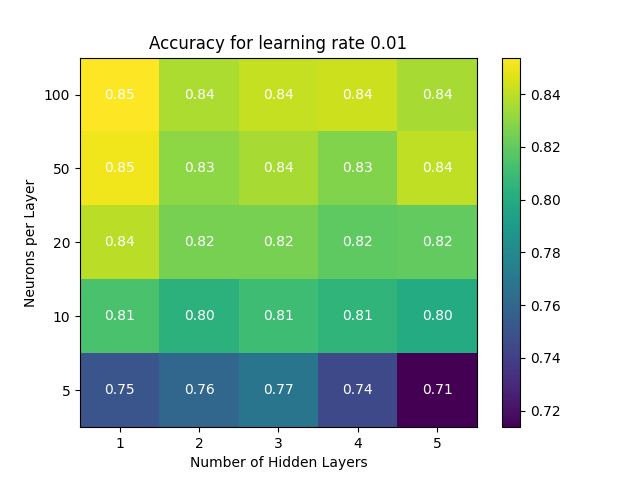 Accuracy for learning rate 0.01
100 0.85 0.84 0.84 0.84 0.84
50 0.85 0.83 0.84 0.83 0.84
20 0.84 0.82 0.82 0.82 0.82
10 0.81 0.80 0.81 0.81 0.80
5 0.75 0.76 0.77 0.74 0.71
1 2 3 4 5
Number of Hidden Layers
Neurons per Layer
0.84
0.82
0.80
0.78
0.76
0.74
0.72